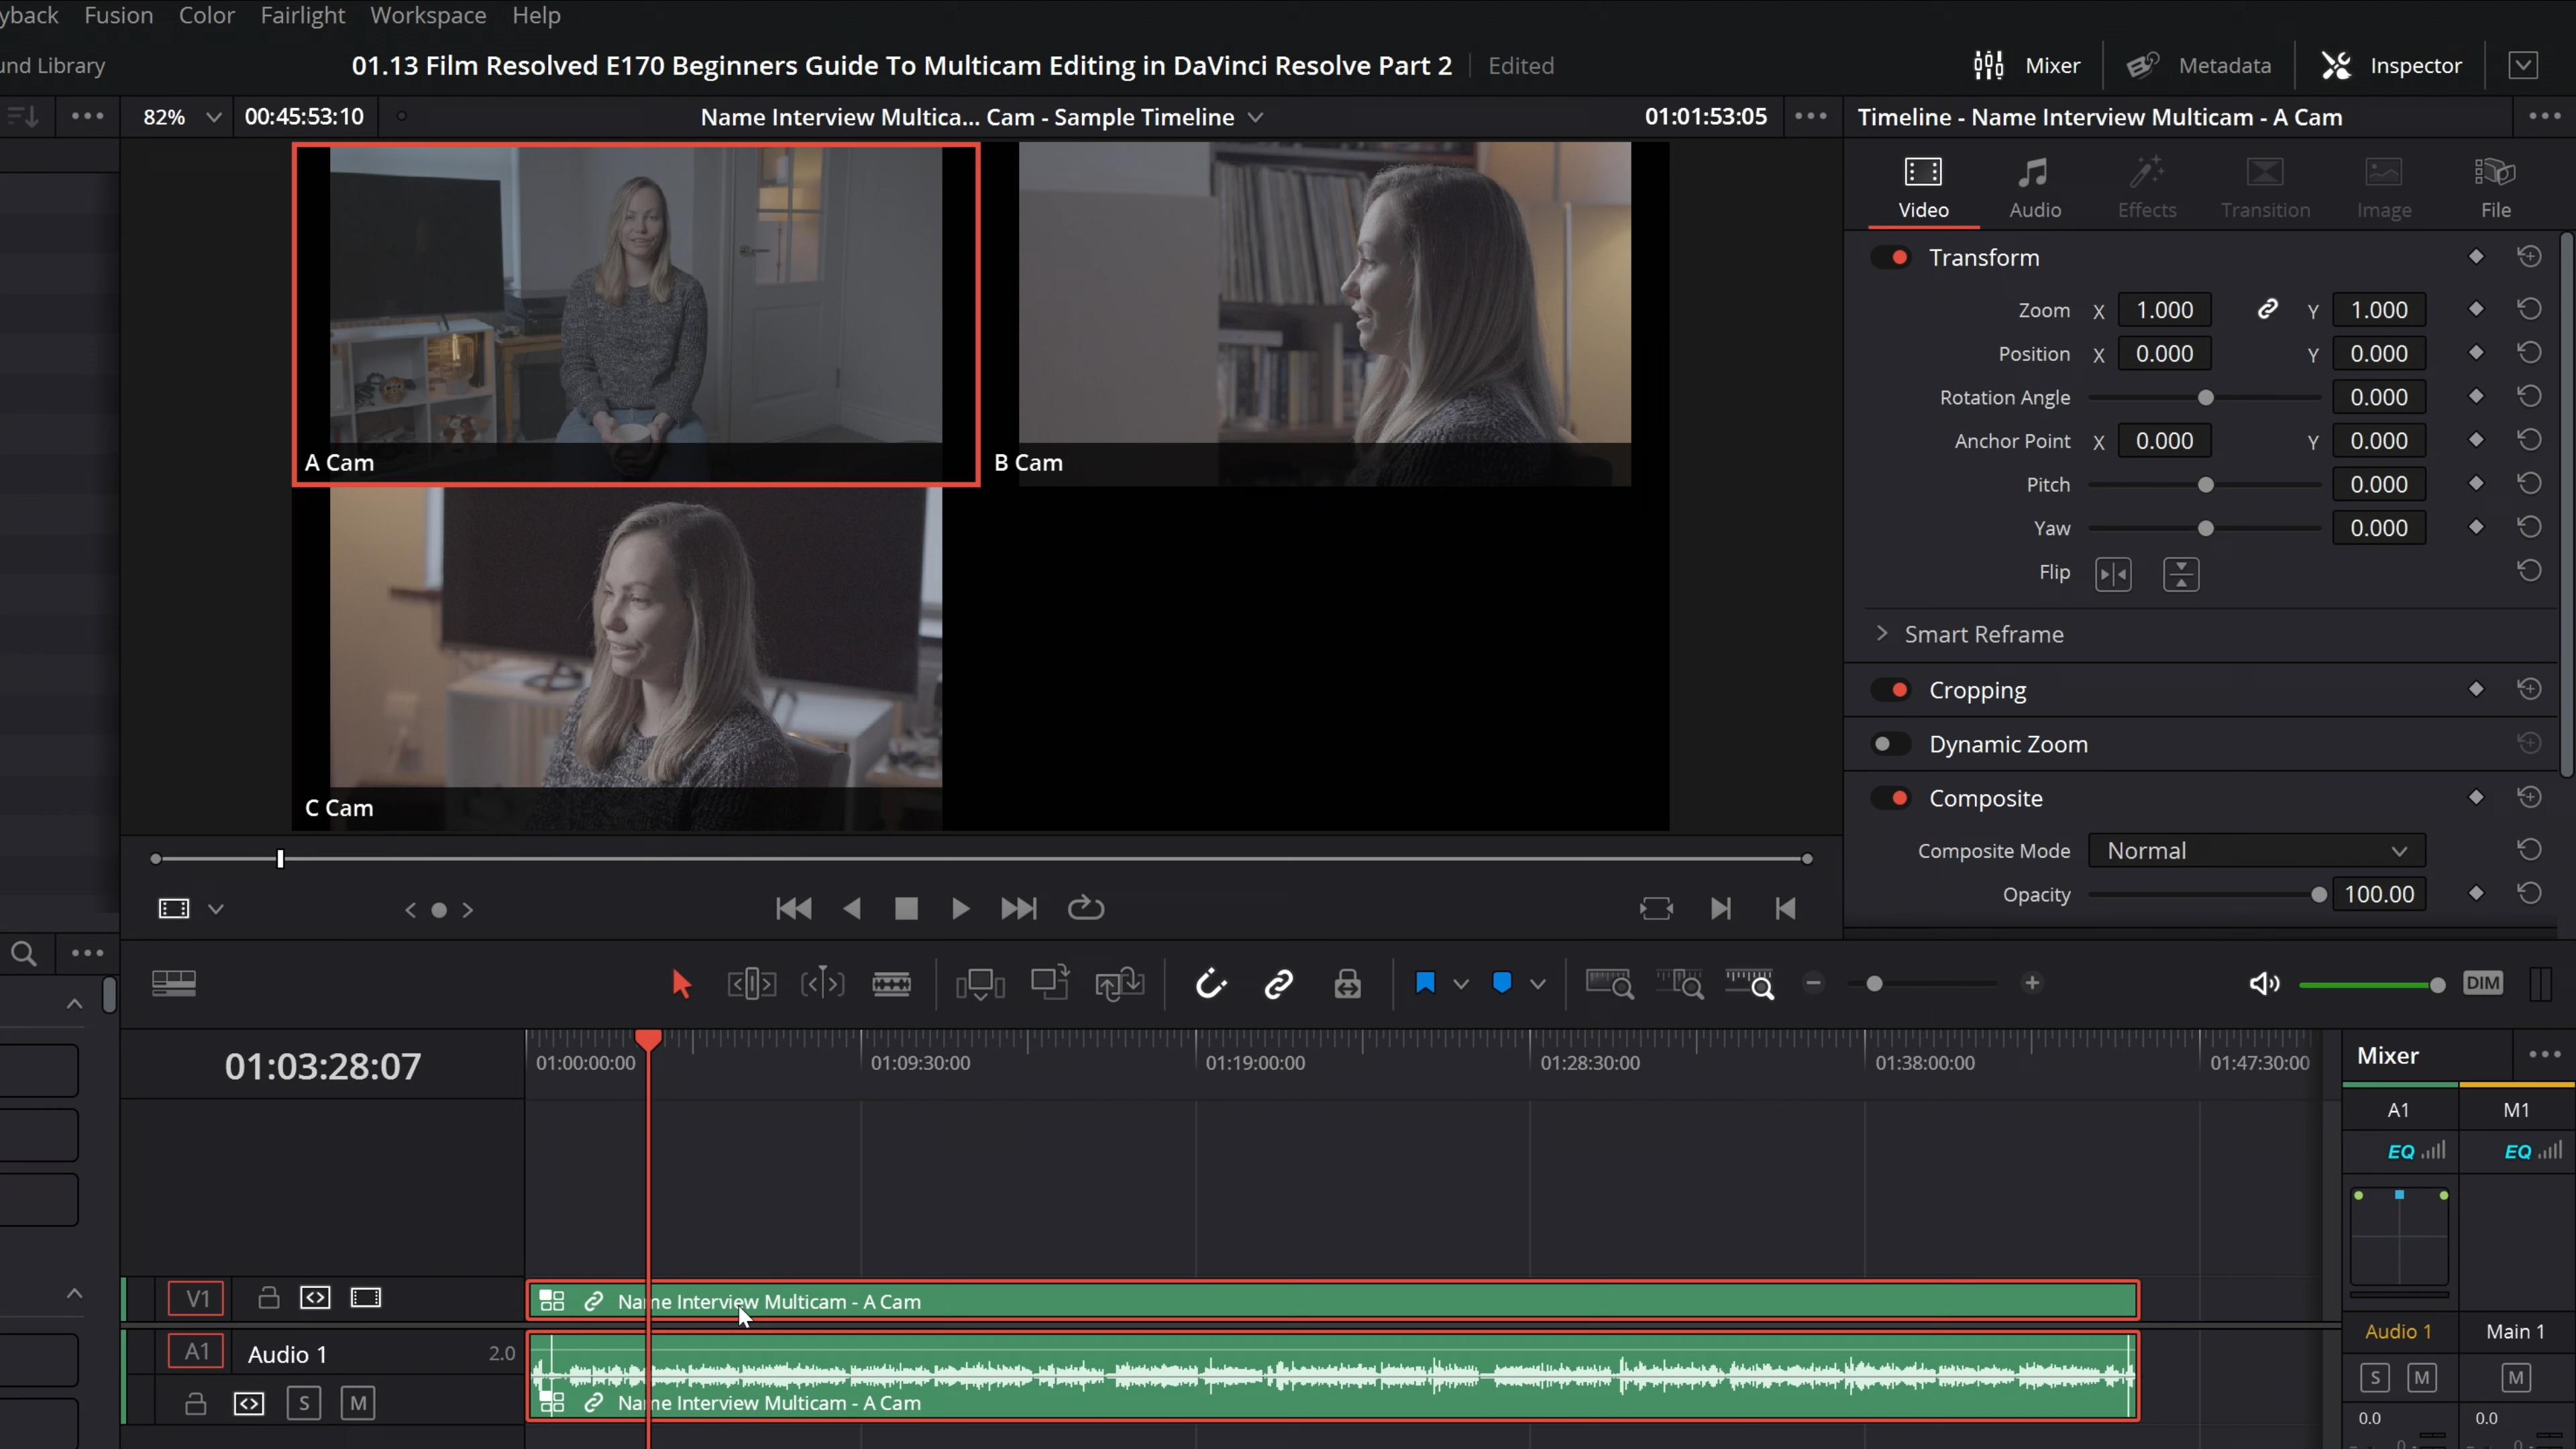 yback Fusion Color Fairlight Workspace Help
und Library
01.13 Film Resolved E170 Beginners Guide To Multicam Editing in DaVinci Resolve Part 2
Edited
Mixer
Metadata
Inspector
82%
00:45:53:10
Name Interview Multica... Cam - Sample Timeline
01:01:53:05
Timeline - Name Interview Multicam - A Cam
Video
Audio
Effects
Transition
Image
File
A Cam
B Cam
C Cam
Transform
Zoom X 1.000 Y 1.000
Position X 0.000 Y 0.000
Rotation Angle 0.000
Anchor Point X 0.000 Y 0.000
Pitch 0.000
Yaw 0.000
Flip
Smart Reframe
Cropping
Dynamic Zoom
Composite
Composite Mode Normal
Opacity 100.00
DIM
01:03:28:07
01:00:00:00
01:09:30:00
01:19:00:00
01:28:30:00
01:38:00:00
01:47:30:00
V1
Name Interview Multicam - A Cam
A1 Audio 1 2.0
S M
Name Interview Multicam - A Cam
Mixer
A1 M1
EQ EQ
Audio 1 Main 1
S M M
0.0 0.0